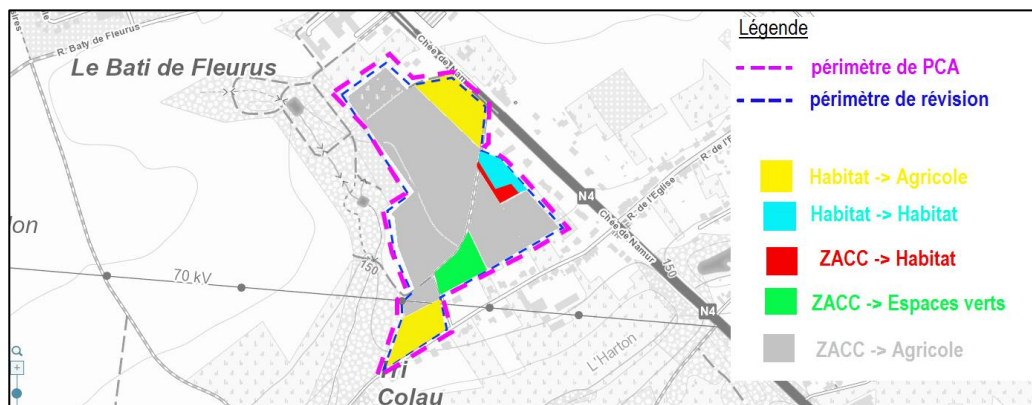 R. Baty de Fleurus
Le Bati de Fleurus
Chée de Namur
N4
R. de l'Eglise
Chée de Namur
150
N4
lon
70 kV
150
L'Harton
Tri
Colau
Légende
périmètre de PCA
périmètre de révision
Habitat -> Agricole
Habitat -> Habitat
ZACC -> Habitat
ZACC -> Espaces verts
ZACC -> Agricole